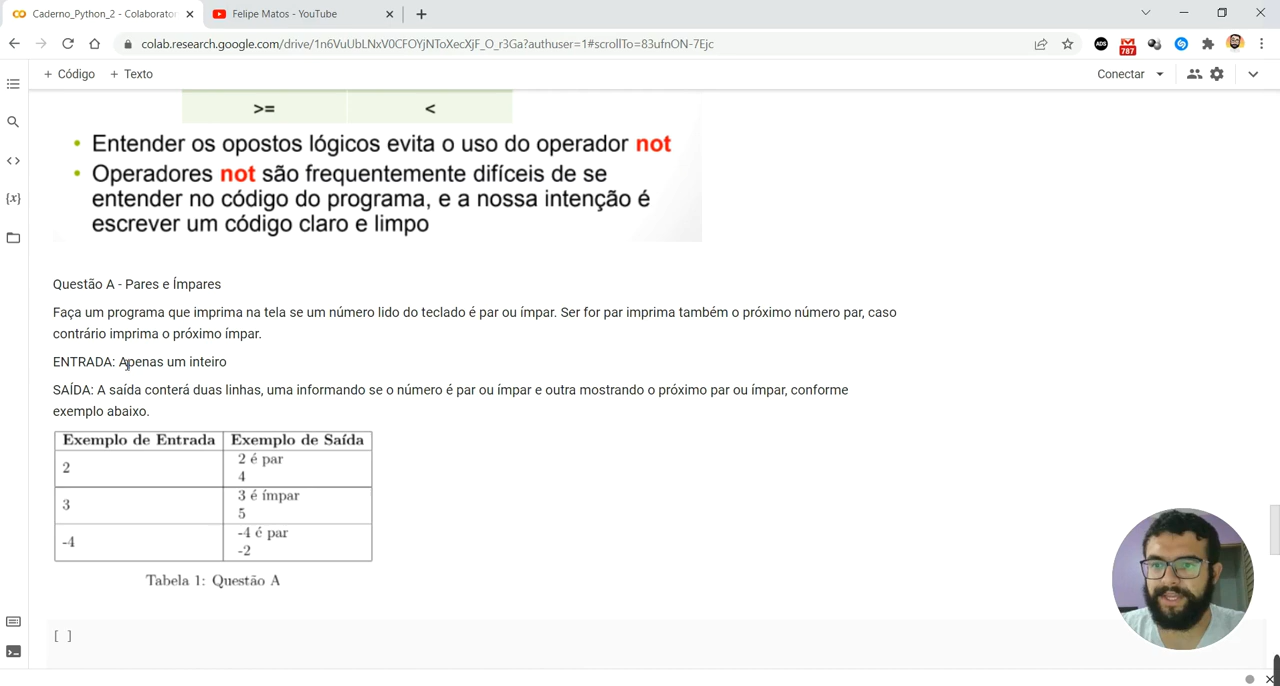 Caderno_Python_2 - Colaborator
Felipe Matos - YouTube
colab.research.google.com/drive/1n6VuUbLNxV0CFOYjNToXecXjF_O_r3Ga?authuser=1#scrollTo=83ufnON-7Ejc
ADS
787
+ Código + Texto
Conectar
>= <
• Entender os opostos lógicos evita o uso do operador not
• Operadores not são frequentemente difíceis de se
entender no código do programa, e a nossa intenção é
escrever um código claro e limpo
Questão A - Pares e Ímpares
Faça um programa que imprima na tela se um número lido do teclado é par ou ímpar. Ser for par imprima também o próximo número par, caso
contrário imprima o próximo ímpar.
ENTRADA: Apenas um inteiro
SAÍDA: A saída conterá duas linhas, uma informando se o número é par ou ímpar e outra mostrando o próximo par ou ímpar, conforme
exemplo abaixo.
Exemplo de Entrada Exemplo de Saída
2
2 é par
4
3
3 é ímpar
5
-4
-4 é par
-2
Tabela 1: Questão A
[ ]